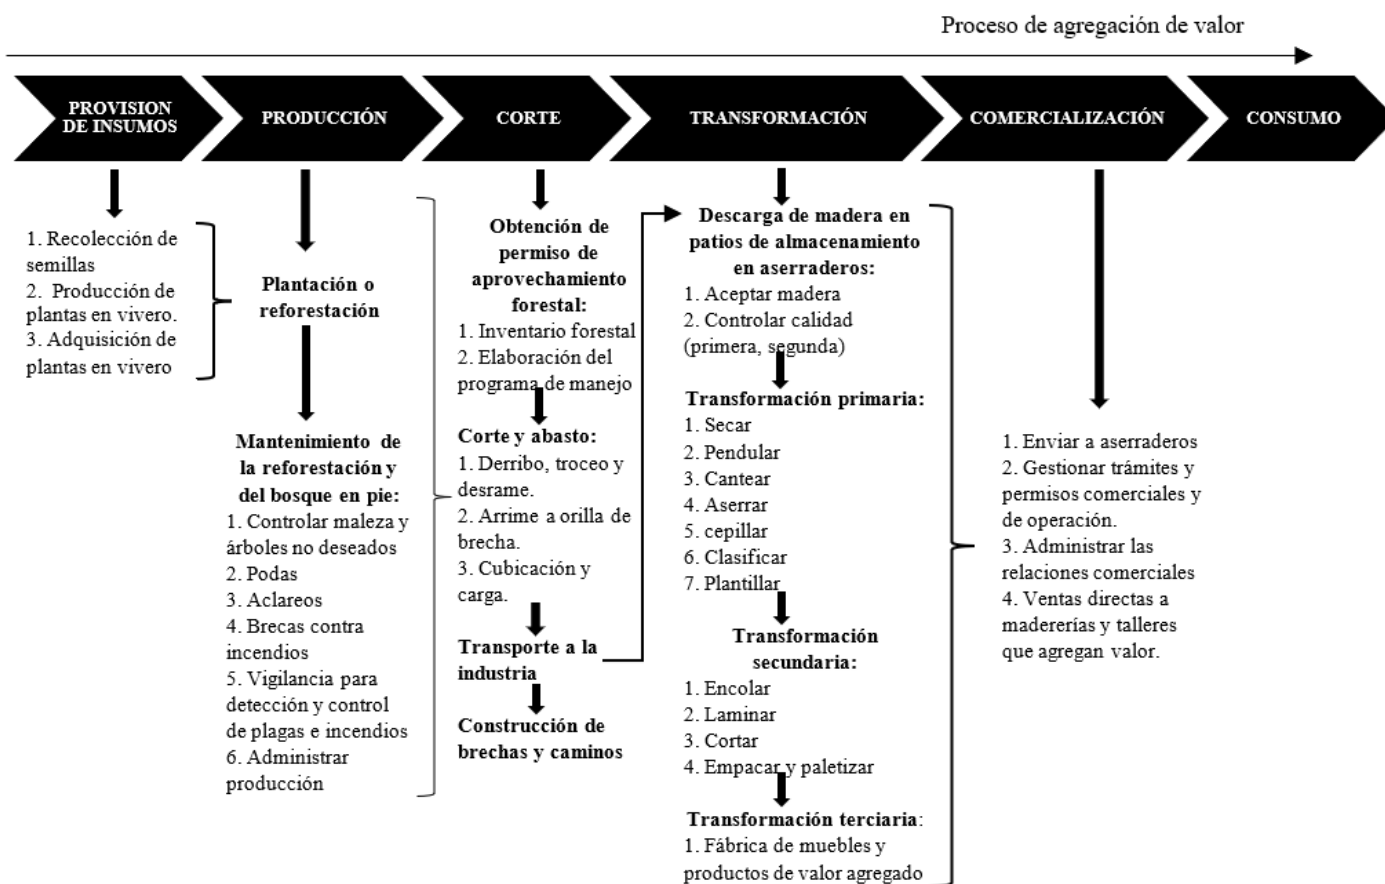 Proceso de agregación de valor
PROVISION
DE INSUMOS
PRODUCCIÓN
CORTE
TRANSFORMACIÓN
COMERCIALIZACIÓN
CONSUMO
1. Recolección de
semillas
2. Producción de
plantas en vivero.
3. Adquisición de
plantas en vivero
Plantación o
reforestación
Mantenimiento de
la reforestación y
del bosque en pie:
1. Controlar maleza y
árboles no deseados
2. Podas
3. Aclareos
4. Brecas contra
incendios
5. Vigilancia para
detección y control
de plagas e incendios
6. Administrar
producción
Obtención de
permiso de
aprovechamiento
forestal:
1. Inventario forestal
2. Elaboración del
programa de manejo
Corte y abasto:
1. Derribo, troceo y
desrame.
2. Arrime a orilla de
brecha.
3. Cubicación y
carga.
Transporte a la
industria
Construcción de
brechas y caminos
Descarga de madera en
patios de almacenamiento
en aserraderos:
1. Aceptar madera
2. Controlar calidad
(primera, segunda)
Transformación primaria:
1. Secar
2. Pendular
3. Cantear
4. Aserrar
5. cepillar
6. Clasificar
7. Plantillar
Transformación
secundaria:
1. Encolar
2. Laminar
3. Cortar
4. Empacar y paletizar
Transformación terciaria:
1. Fábrica de muebles y
productos de valor agregado
1. Enviar a aserraderos
2. Gestionar trámites y
permisos comerciales y
de operación.
3. Administrar las
relaciones comerciales
4. Ventas directas a
madererías y talleres
que agregan valor.